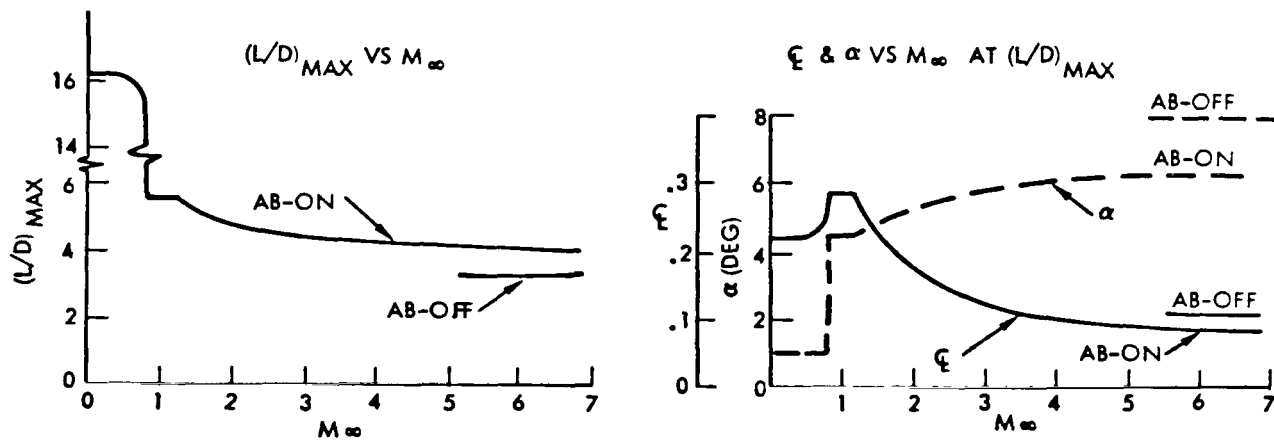 (L/D)MAX VS M∞
16
14
6
4
2
0
(L/D)MAX
AB-ON
AB-OFF
0 1 2 3 4 5 6 7
M∞
℄ & α VS M∞ AT (L/D)MAX
.3
.2
.1
0
℄
8
6
4
2
0
α (DEG)
AB-OFF
AB-ON
α
AB-OFF
℄
AB-ON
1 2 3 4 5 6 7
M∞